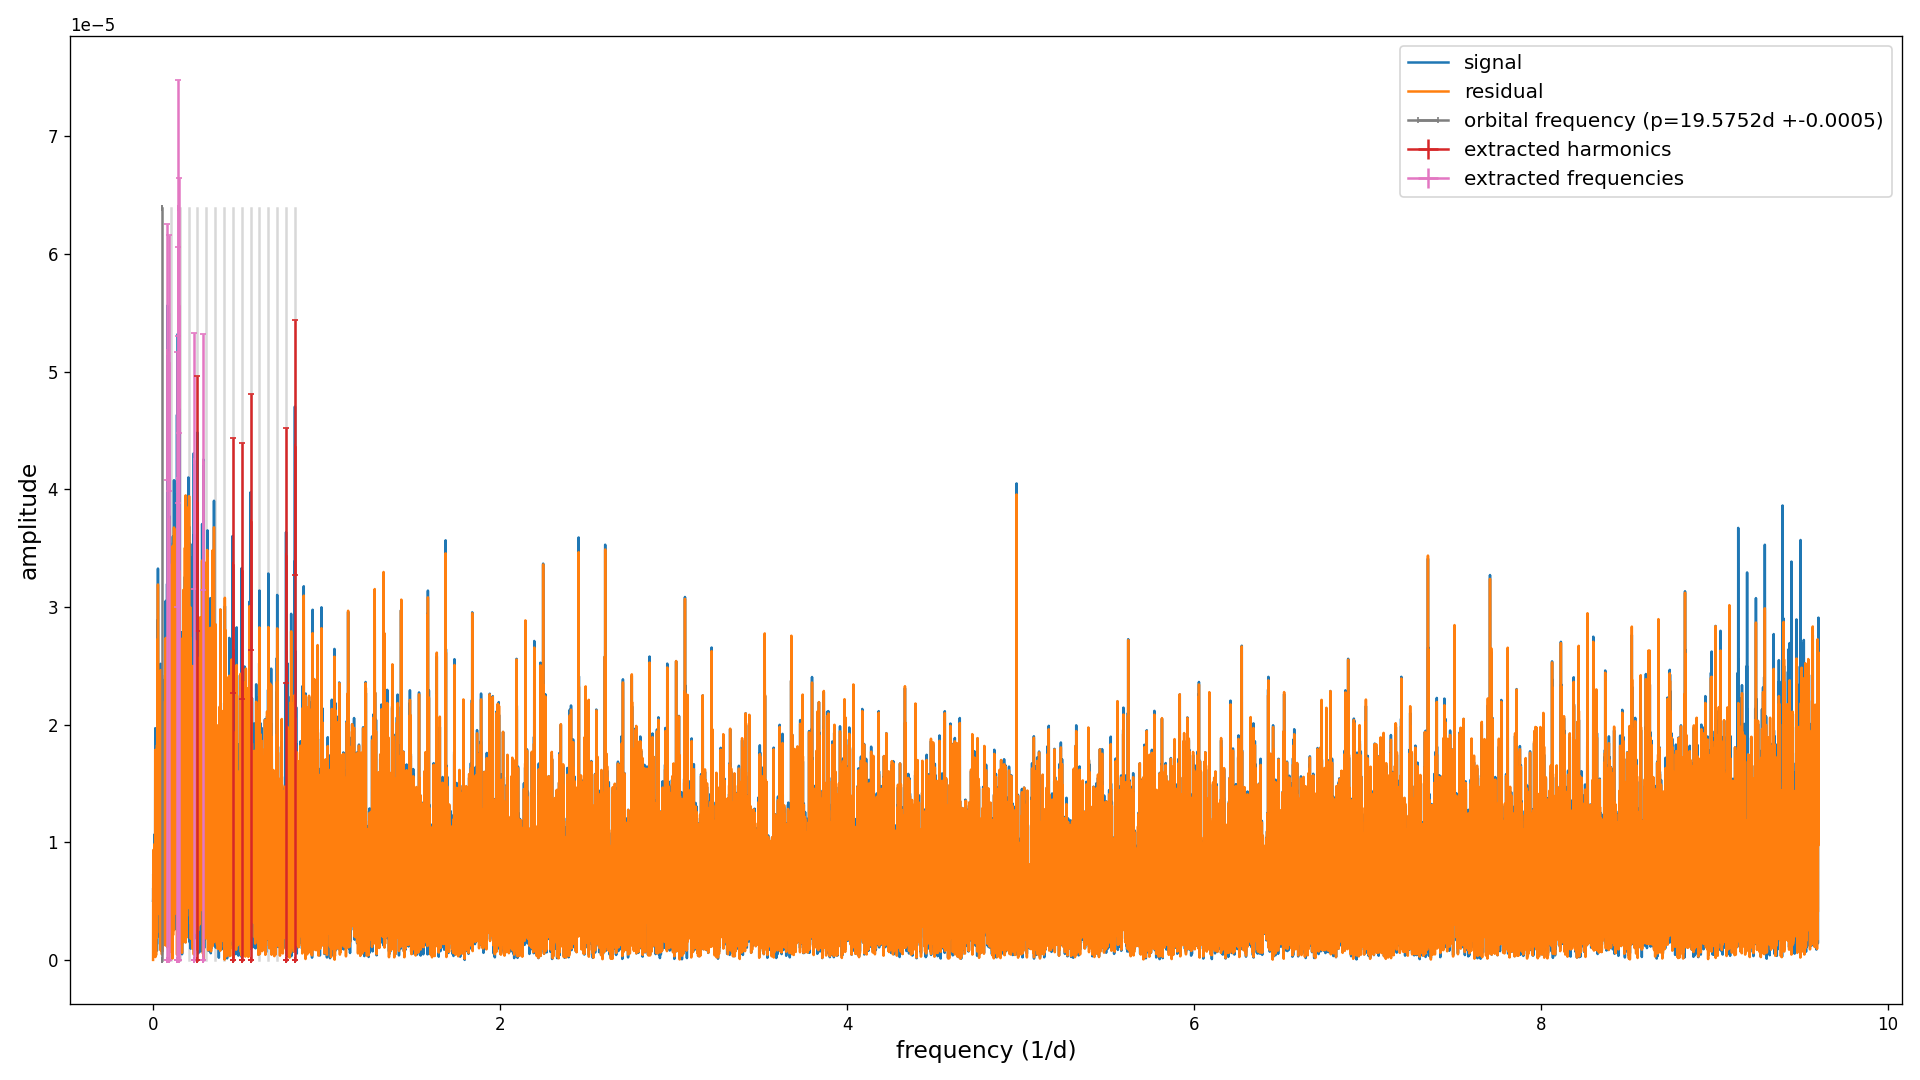 1e−5
signal
residual
orbital frequency (p=19.5752d +-0.0005)
extracted harmonics
extracted frequencies
7
6
5
4
3
2
1
0
amplitude
0
2
4
6
8
10
frequency (1/d)